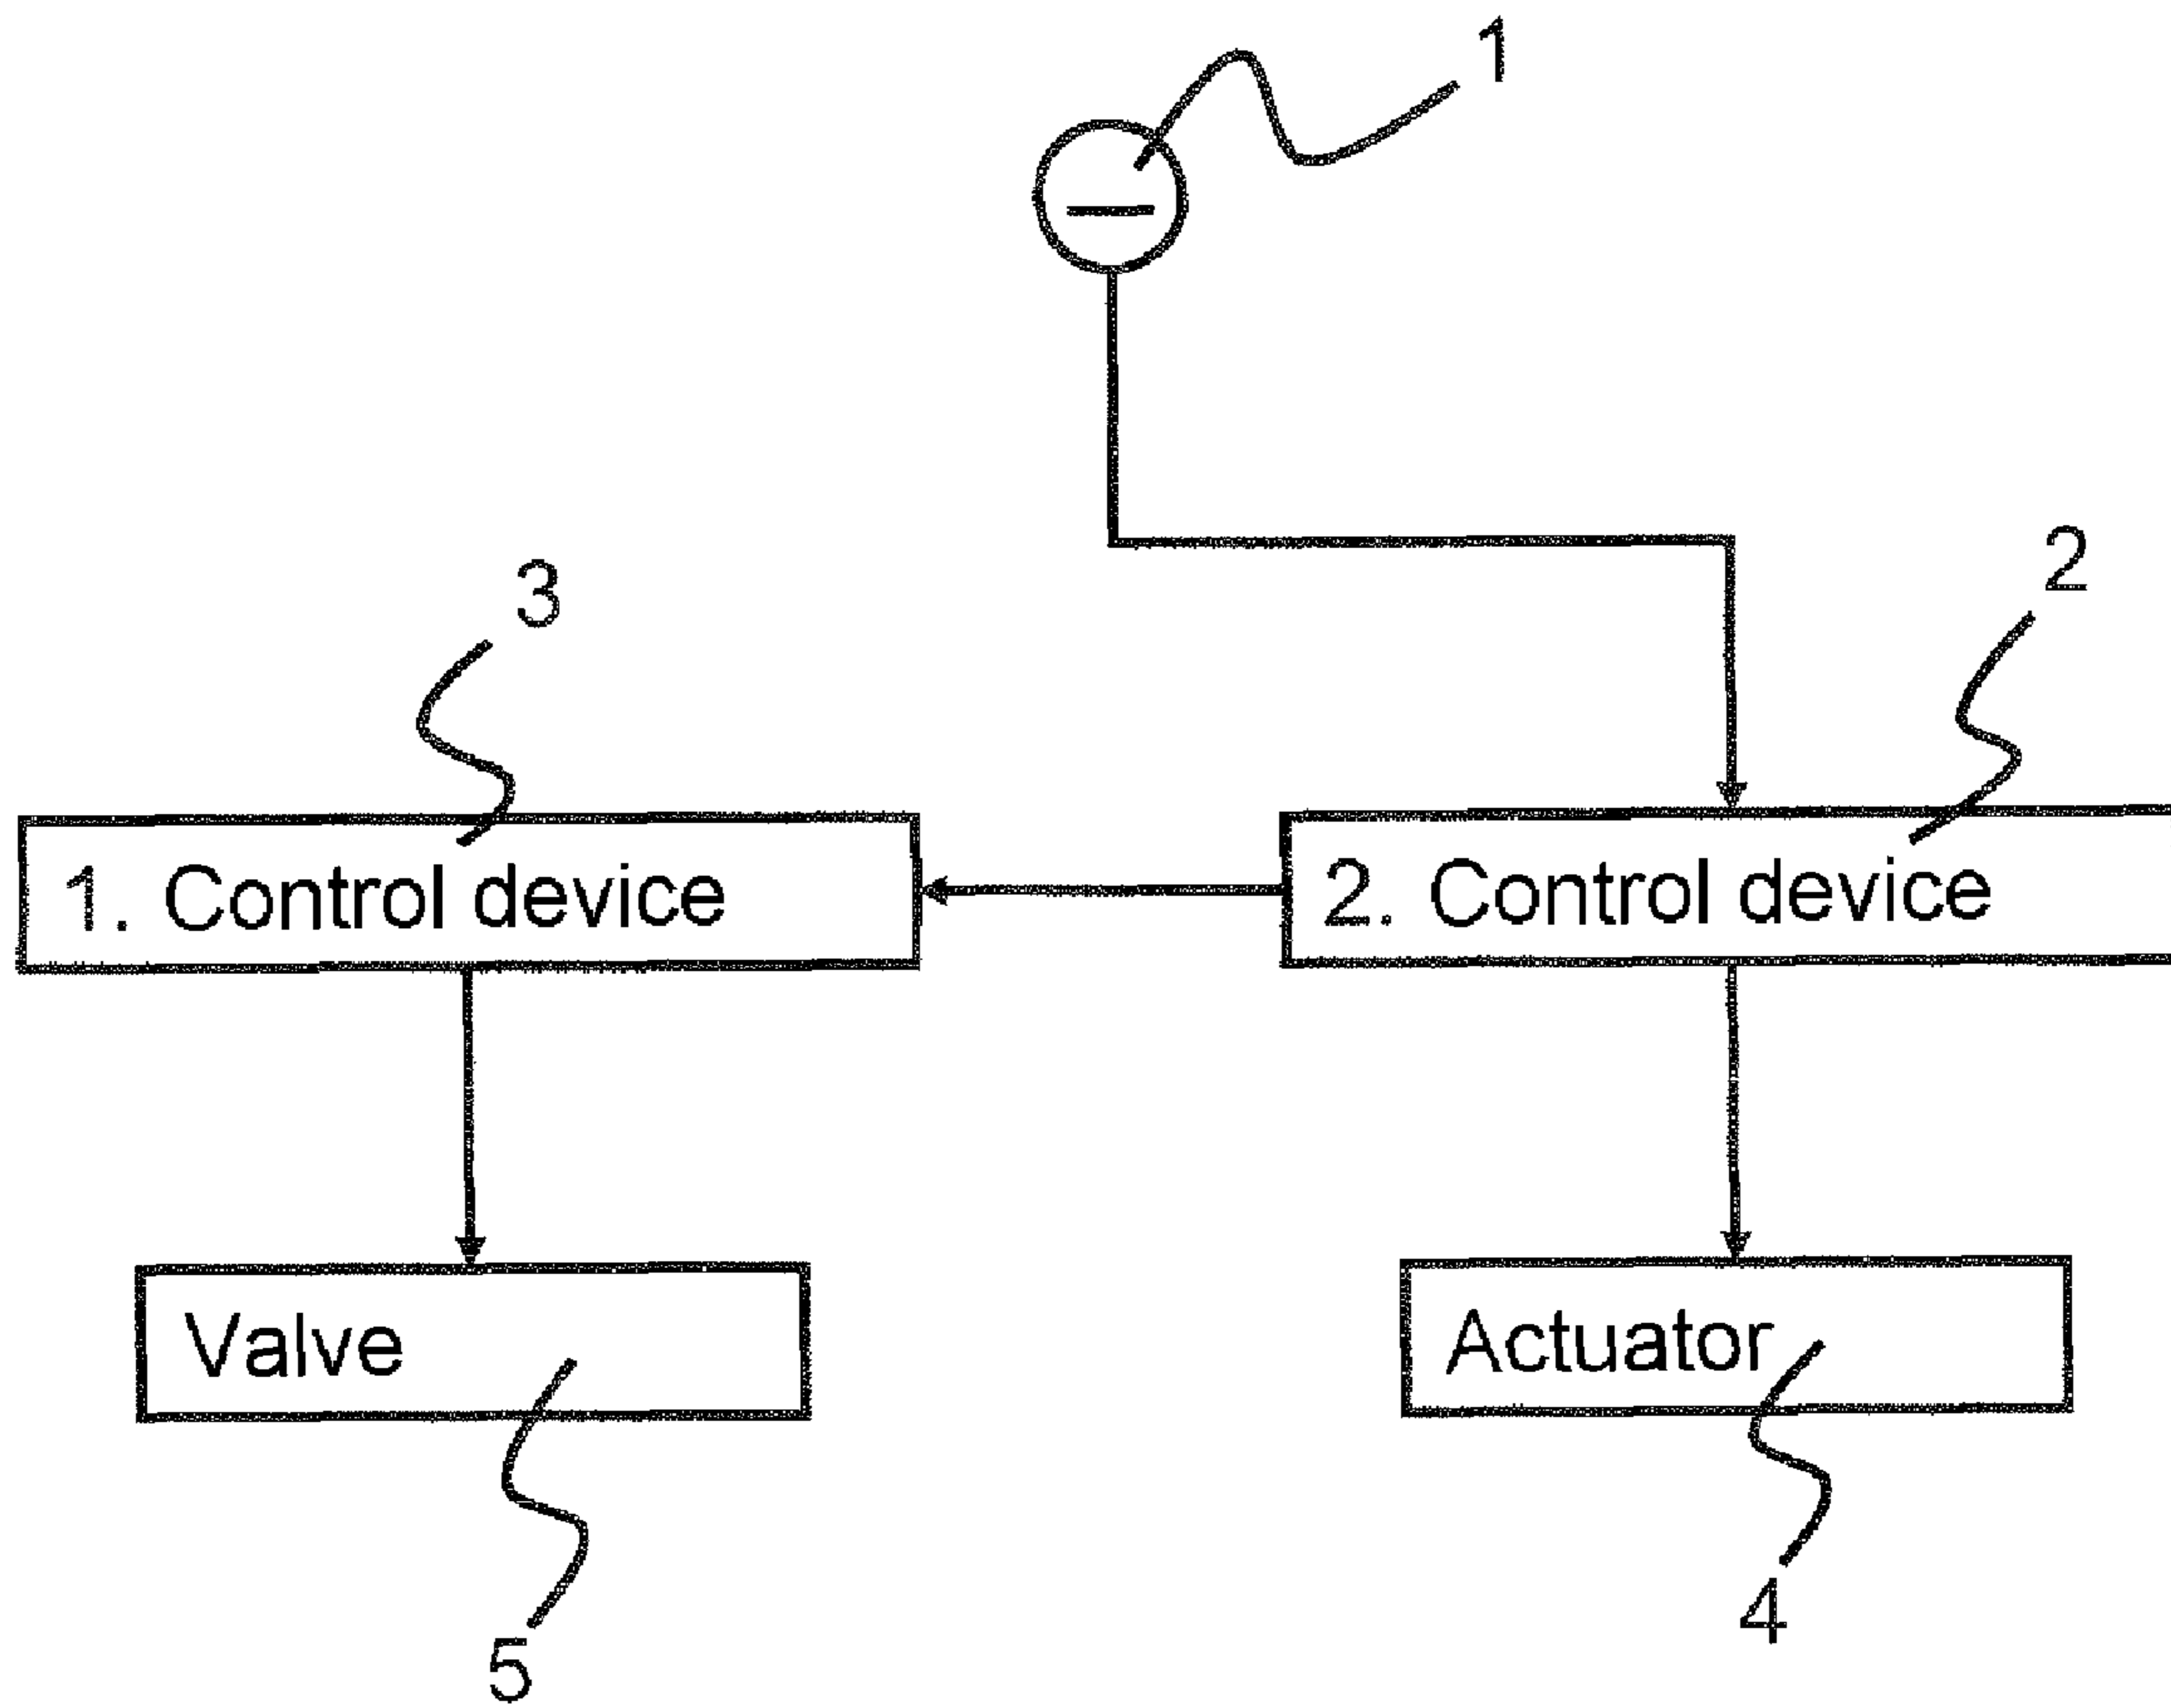 1
2
3
1. Control device
2. Control device
Valve
Actuator
4
5